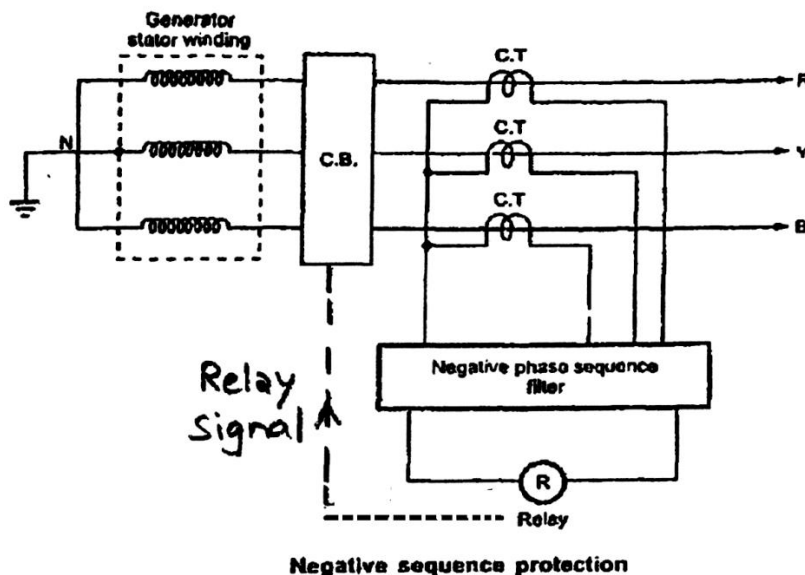 Generator
stator winding
C.T
R
N
C.T
C.B.
Y
C.T
B
Negative phase sequence
filter
Relay
signal
R
Relay
Negative sequence protection